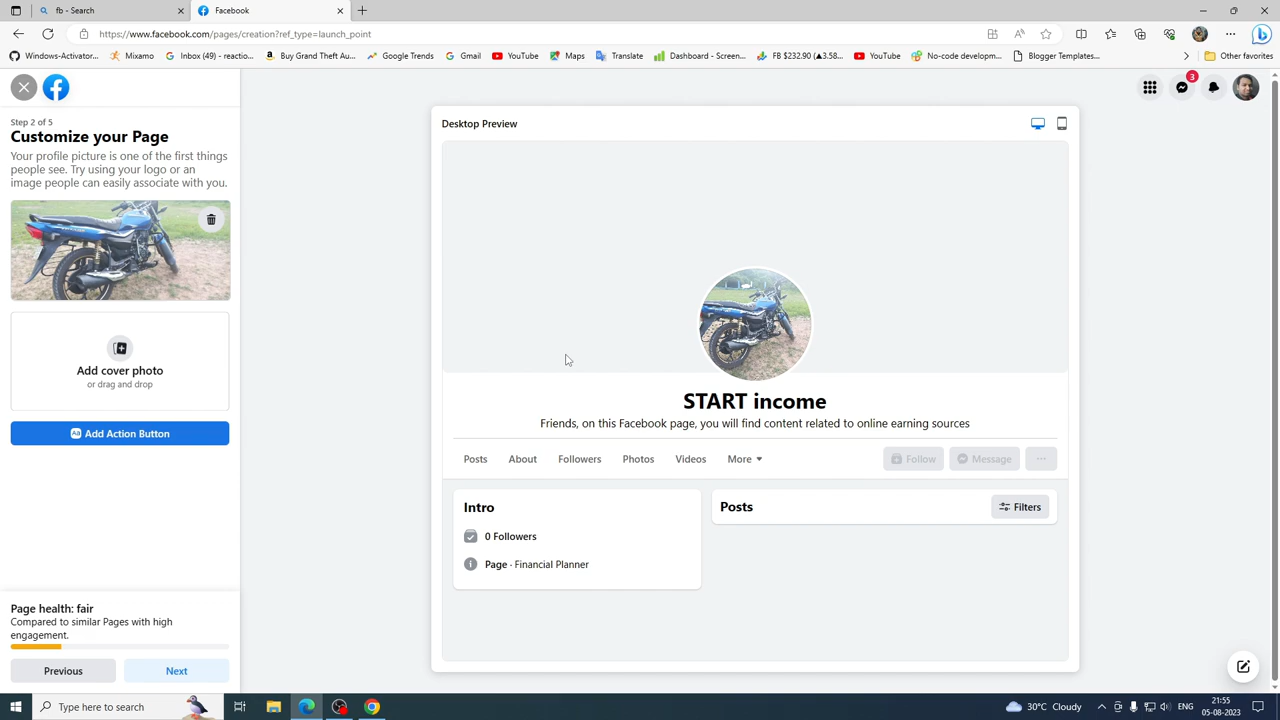 fb - Search
Facebook
https://www.facebook.com/pages/creation?ref_type=launch_point
Windows-Activator...
Mixamo
Inbox (49) - reactio...
Buy Grand Theft Au...
Google Trends
Gmail
YouTube
Maps
Translate
Dashboard - Screen...
FB $232.90 (▲3.58...
YouTube
No-code developm...
Blogger Templates...
Other favorites
3
Step 2 of 5
Customize your Page
Your profile picture is one of the first things
people see. Try using your logo or an
image people can easily associate with you.
Add cover photo
or drag and drop
Add Action Button
Page health: fair
Compared to similar Pages with high
engagement.
Previous
Next
Desktop Preview
START income
Friends, on this Facebook page, you will find content related to online earning sources
Posts
About
Followers
Photos
Videos
More
Follow
Message
Intro
0 Followers
Page · Financial Planner
Posts
Filters
Type here to search
30°C Cloudy
ENG
21:55
05-08-2023